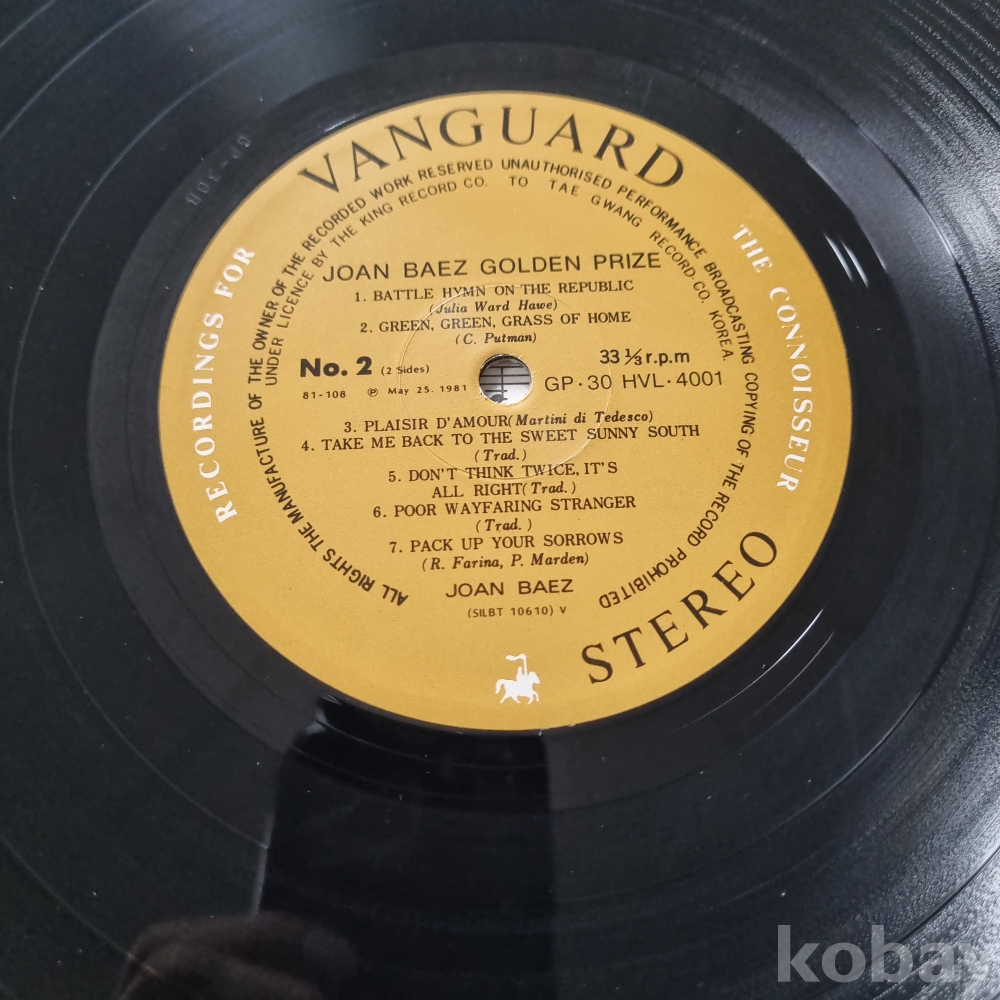 VANGUARD
RECORDINGS FOR
THE CONNOISSEUR
ALL RIGHTS THE MANUFACTURE OF THE OWNER OF THE RECORDED WORK RESERVED UNAUTHORISED PERFORMANCE BROADCASTING COPYING OF THE RECORD PROHIBITED
UNDER LICENCE BY THE KING RECORD CO. TO TAE GWANG RECORD.CO. KOREA.
JOAN BAEZ GOLDEN PRIZE
1. BATTLE HYMN ON THE REPUBLIC
(Julia Ward Hawe)
2. GREEN, GREEN, GRASS OF HOME
(C. Putman)
No. 2 (2 Sides)
33 ⅓ r.p.m
81-108 Ⓟ May 25. 1981
GP·30 HVL·4001
3. PLAISIR D'AMOUR(Martini di Tedesco)
4. TAKE ME BACK TO THE SWEET SUNNY SOUTH
(Trad.)
5. DON'T THINK TWICE, IT'S
ALL RIGHT(Trad.)
6. POOR WAYFARING STRANGER
(Trad.)
7. PACK UP YOUR SORROWS
(R. Farina, P. Marden)
JOAN BAEZ
(SILBT 10610) V
STEREO
kobay